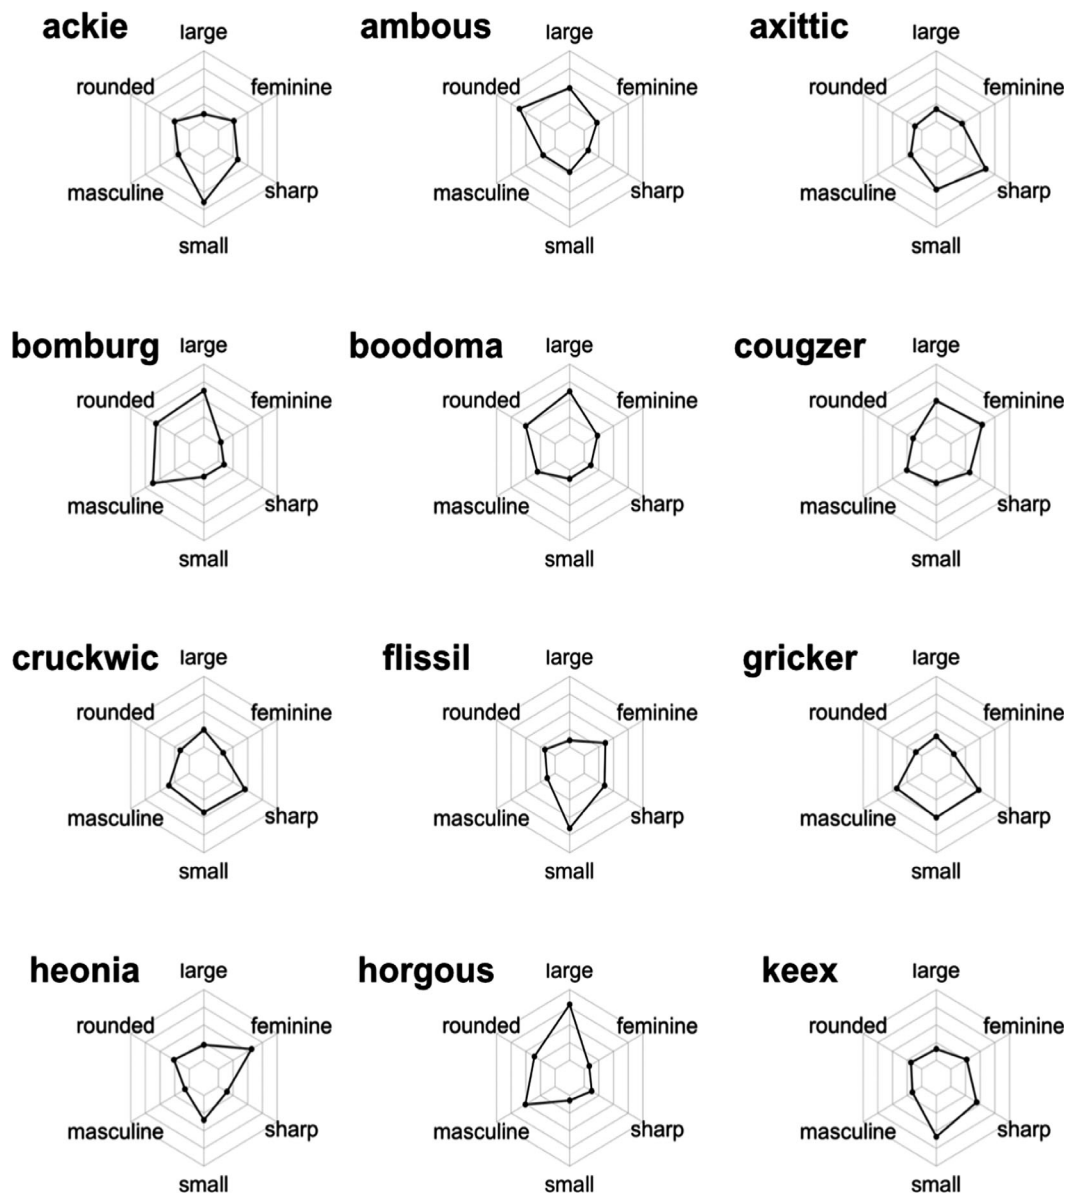 ackie
large
rounded
feminine
masculine
sharp
small
ambous
large
rounded
feminine
masculine
sharp
small
axittic
large
rounded
feminine
masculine
sharp
small
bomburg
large
rounded
feminine
masculine
sharp
small
boodoma
large
rounded
feminine
masculine
sharp
small
cougzer
large
rounded
feminine
masculine
sharp
small
cruckwic
large
rounded
feminine
masculine
sharp
small
flissil
large
rounded
feminine
masculine
sharp
small
gricker
large
rounded
feminine
masculine
sharp
small
heonia
large
rounded
feminine
masculine
sharp
small
horgous
large
rounded
feminine
masculine
sharp
small
keex
large
rounded
feminine
masculine
sharp
small